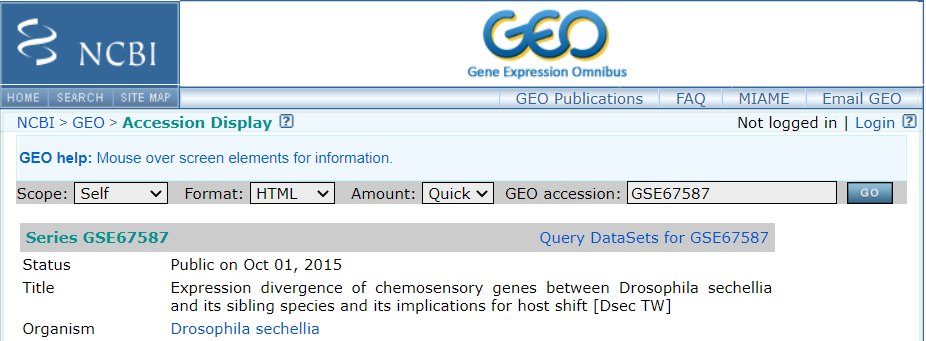 NCBI
GEO
Gene Expression Omnibus
HOME SEARCH SITE MAP
GEO Publications FAQ MIAME Email GEO
NCBI > GEO > Accession Display ? Not logged in | Login ?
GEO help: Mouse over screen elements for information.
Scope: Self Format: HTML Amount: Quick GEO accession: GSE67587 GO
Series GSE67587 Query DataSets for GSE67587
Status Public on Oct 01, 2015
Title Expression divergence of chemosensory genes between Drosophila sechellia
and its sibling species and its implications for host shift [Dsec TW]
Organism Drosophila sechellia